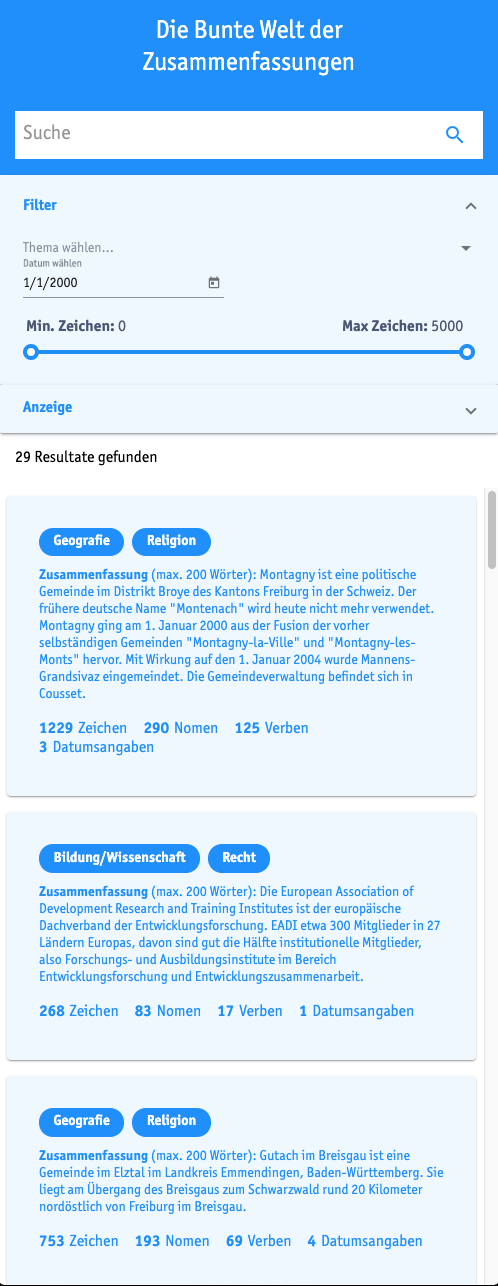 Die Bunte Welt der
Zusammenfassungen
Suche
Filter
Thema wählen...
Datum wählen
1/1/2000
Min. Zeichen: 0 Max Zeichen: 5000
Anzeige
29 Resultate gefunden
Geografie Religion
Zusammenfassung (max. 200 Wörter): Montagny ist eine politische
Gemeinde im Distrikt Broye des Kantons Freiburg in der Schweiz. Der
frühere deutsche Name "Montenach" wird heute nicht mehr verwendet.
Montagny ging am 1. Januar 2000 aus der Fusion der vorher
selbständigen Gemeinden "Montagny-la-Ville" und "Montagny-les-
Monts" hervor. Mit Wirkung auf den 1. Januar 2004 wurde Mannens-
Grandsivaz eingemeindet. Die Gemeindeverwaltung befindet sich in
Cousset.
1229 Zeichen 290 Nomen 125 Verben
3 Datumsangaben
Bildung/Wissenschaft Recht
Zusammenfassung (max. 200 Wörter): Die European Association of
Development Research and Training Institutes ist der europäische
Dachverband der Entwicklungsforschung. EADI etwa 300 Mitglieder in 27
Ländern Europas, davon sind gut die Hälfte institutionelle Mitglieder,
also Forschungs- und Ausbildungsinstitute im Bereich
Entwicklungsforschung und Entwicklungszusammenarbeit.
268 Zeichen 83 Nomen 17 Verben 1 Datumsangaben
Geografie Religion
Zusammenfassung (max. 200 Wörter): Gutach im Breisgau ist eine
Gemeinde im Elztal im Landkreis Emmendingen, Baden-Württemberg. Sie
liegt am Übergang des Breisgaus zum Schwarzwald rund 20 Kilometer
nordöstlich von Freiburg im Breisgau.
753 Zeichen 193 Nomen 69 Verben 4 Datumsangaben